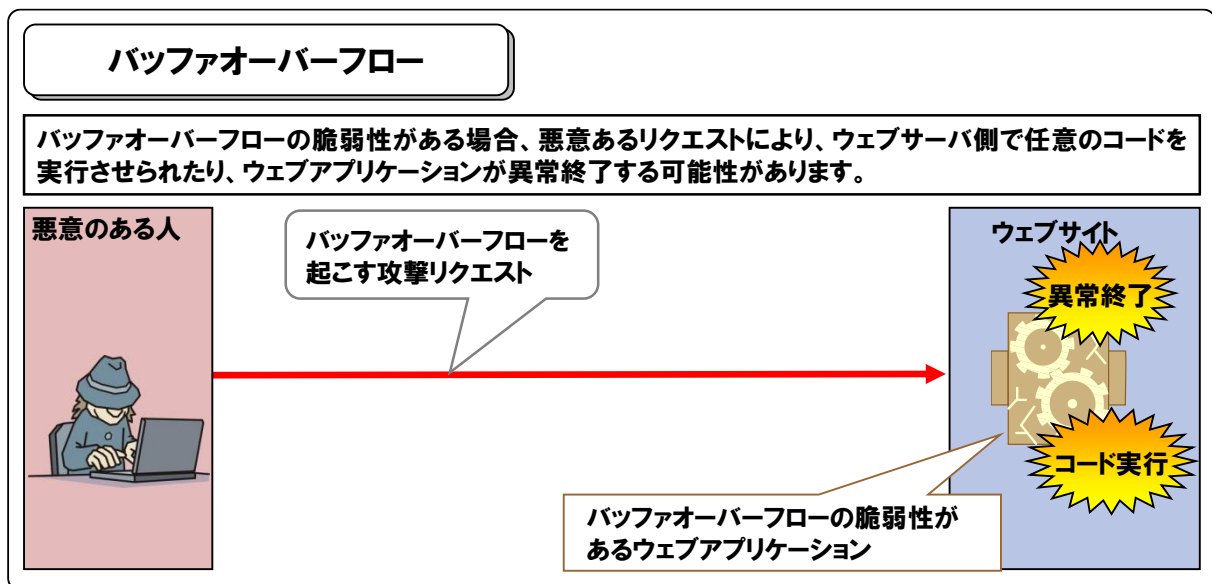 バッファオーバーフロー
バッファオーバーフローの脆弱性がある場合、悪意あるリクエストにより、ウェブサーバ側で任意のコードを
実行させられたり、ウェブアプリケーションが異常終了する可能性があります。
悪意のある人
バッファオーバーフローを
起こす攻撃リクエスト
ウェブサイト
異常終了
コード実行
バッファオーバーフローの脆弱性が
あるウェブアプリケーション